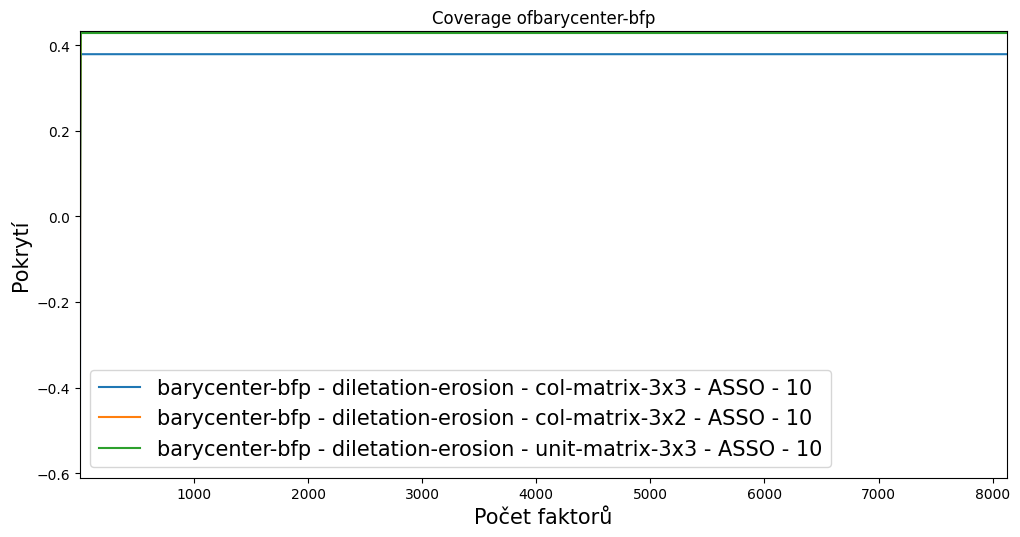 Coverage ofbarycenter-bfp
0.4
0.2
0.0
−0.2
−0.4
−0.6
Pokrytí
barycenter-bfp - diletation-erosion - col-matrix-3x3 - ASSO - 10
barycenter-bfp - diletation-erosion - col-matrix-3x2 - ASSO - 10
barycenter-bfp - diletation-erosion - unit-matrix-3x3 - ASSO - 10
1000 2000 3000 4000 5000 6000 7000 8000
Počet faktorů